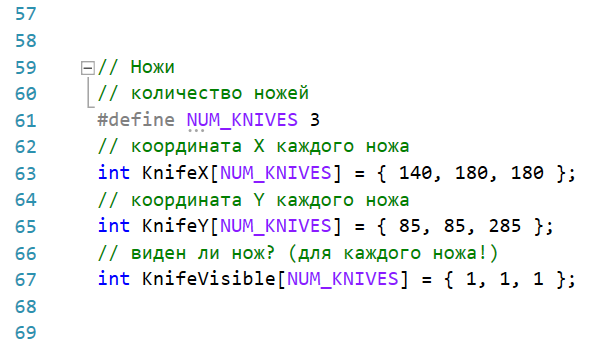 57
58
59 // Ножи
60 // количество ножей
61 #define NUM_KNIVES 3
62 // координата X каждого ножа
63 int KnifeX[NUM_KNIVES] = { 140, 180, 180 };
64 // координата Y каждого ножа
65 int KnifeY[NUM_KNIVES] = { 85, 85, 285 };
66 // виден ли нож? (для каждого ножа!)
67 int KnifeVisible[NUM_KNIVES] = { 1, 1, 1 };
68
69